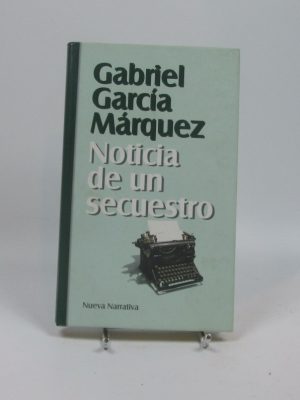 Gabriel
García
Márquez
Noticia
de un
secuestro
Nueva Narrativa